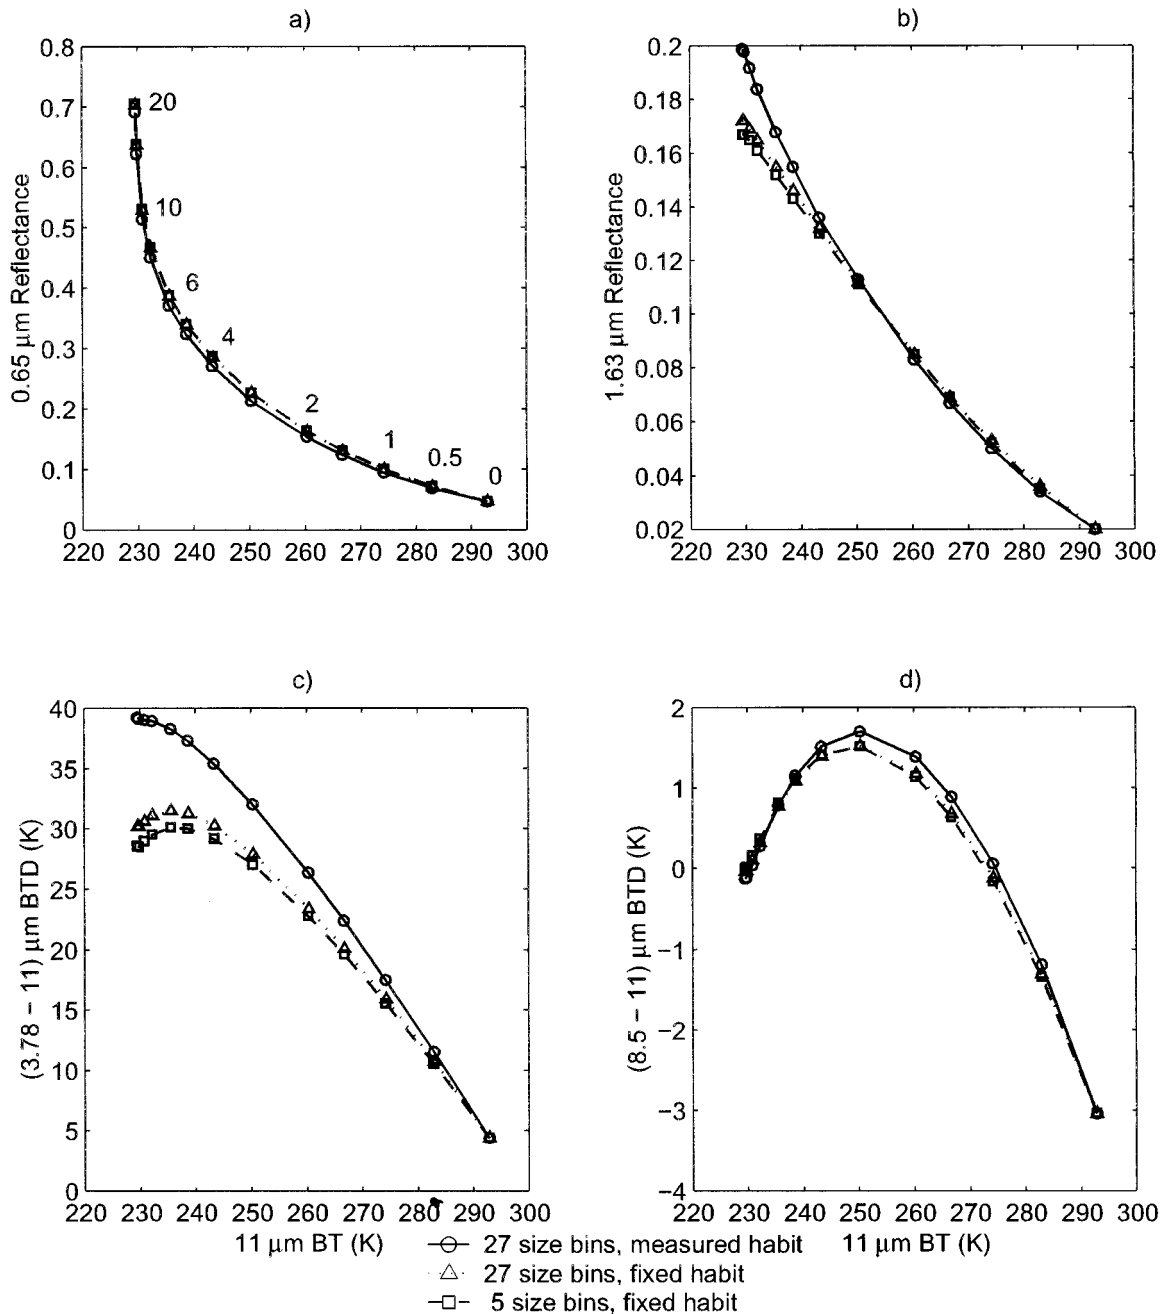 a)
0.8
0.7
0.6
0.5
0.4
0.3
0.2
0.1
0
0.65 μm Reflectance
20
10
6
4
2
1
0.5
0
220 230 240 250 260 270 280 290 300
b)
0.2
0.18
0.16
0.14
0.12
0.1
0.08
0.06
0.04
0.02
1.63 μm Reflectance
220 230 240 250 260 270 280 290 300
c)
40
35
30
25
20
15
10
5
0
(3.78 − 11) μm BTD (K)
220 230 240 250 260 270 280 290 300
11 μm BT (K)
d)
2
1
0
−1
−2
−3
−4
(8.5 − 11) μm BTD (K)
220 230 240 250 260 270 280 290 300
11 μm BT (K)
27 size bins, measured habit
27 size bins, fixed habit
5 size bins, fixed habit